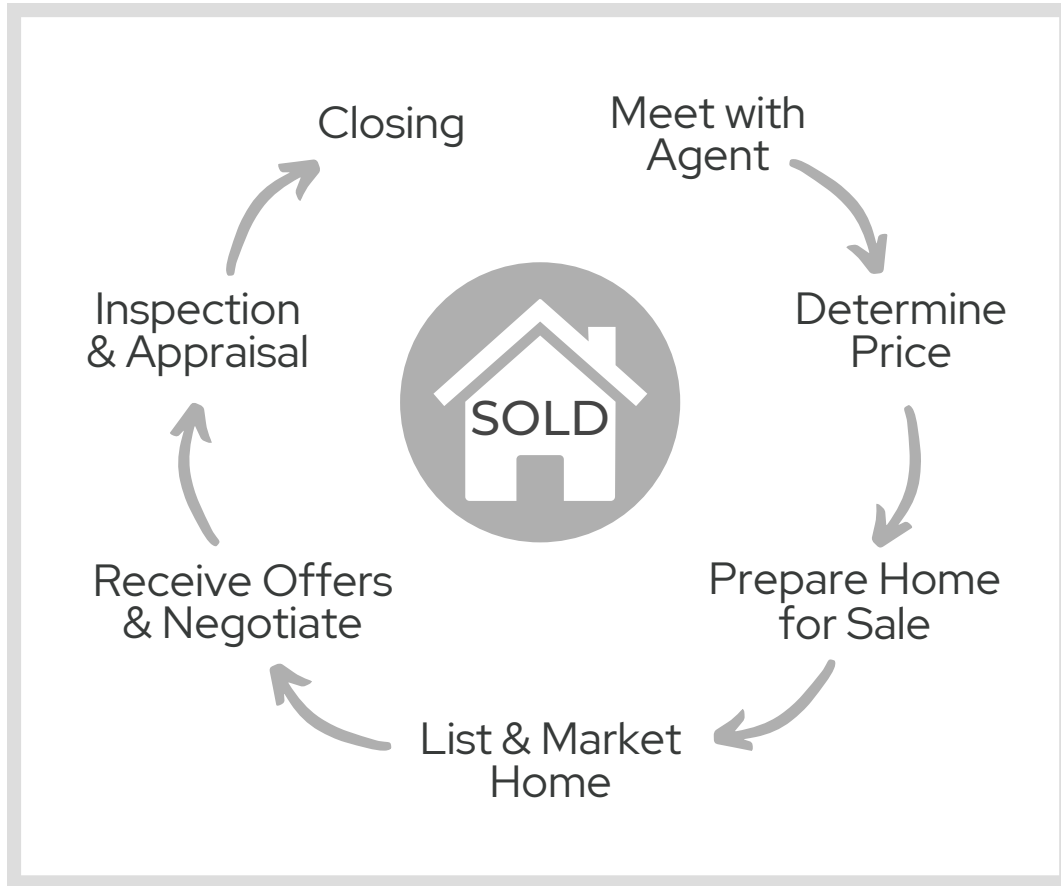 Closing
Meet with
Agent
Determine
Price
Prepare Home
for Sale
List & Market
Home
Receive Offers
& Negotiate
Inspection
& Appraisal
SOLD